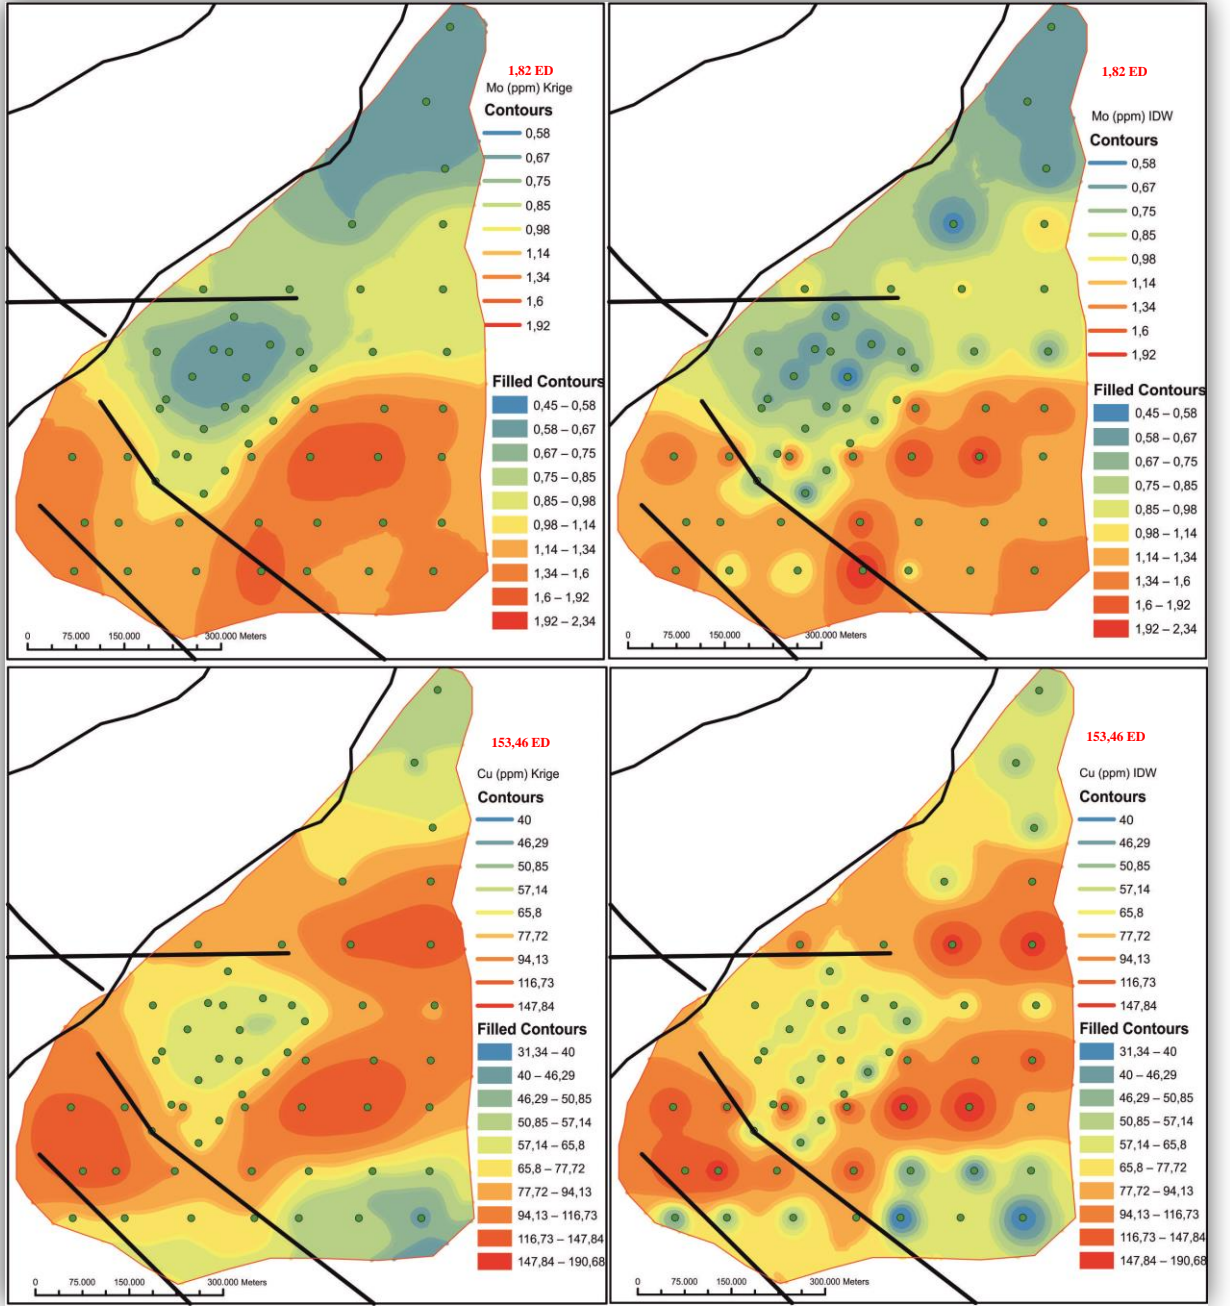 1,82 ED
Mo (ppm) Krige
Contours
0,58
0,67
0,75
0,85
0,98
1,14
1,34
1,6
1,92
Filled Contours
0,45 – 0,58
0,58 – 0,67
0,67 – 0,75
0,75 – 0,85
0,85 – 0,98
0,98 – 1,14
1,14 – 1,34
1,34 – 1,6
1,6 – 1,92
1,92 – 2,34
0 75.000 150.000 300.000 Meters
1,82 ED
Mo (ppm) IDW
Contours
0,58
0,67
0,75
0,85
0,98
1,14
1,34
1,6
1,92
Filled Contours
0,45 – 0,58
0,58 – 0,67
0,67 – 0,75
0,75 – 0,85
0,85 – 0,98
0,98 – 1,14
1,14 – 1,34
1,34 – 1,6
1,6 – 1,92
1,92 – 2,34
0 75.000 150.000 300.000 Meters
153,46 ED
Cu (ppm) Krige
Contours
40
46,29
50,85
57,14
65,8
77,72
94,13
116,73
147,84
Filled Contours
31,34 – 40
40 – 46,29
46,29 – 50,85
50,85 – 57,14
57,14 – 65,8
65,8 – 77,72
77,72 – 94,13
94,13 – 116,73
116,73 – 147,84
147,84 – 190,68
0 75.000 150.000 300.000 Meters
153,46 ED
Cu (ppm) IDW
Contours
40
46,29
50,85
57,14
65,8
77,72
94,13
116,73
147,84
Filled Contours
31,34 – 40
40 – 46,29
46,29 – 50,85
50,85 – 57,14
57,14 – 65,8
65,8 – 77,72
77,72 – 94,13
94,13 – 116,73
116,73 – 147,84
147,84 – 190,68
0 75.000 150.000 300.000 Meters